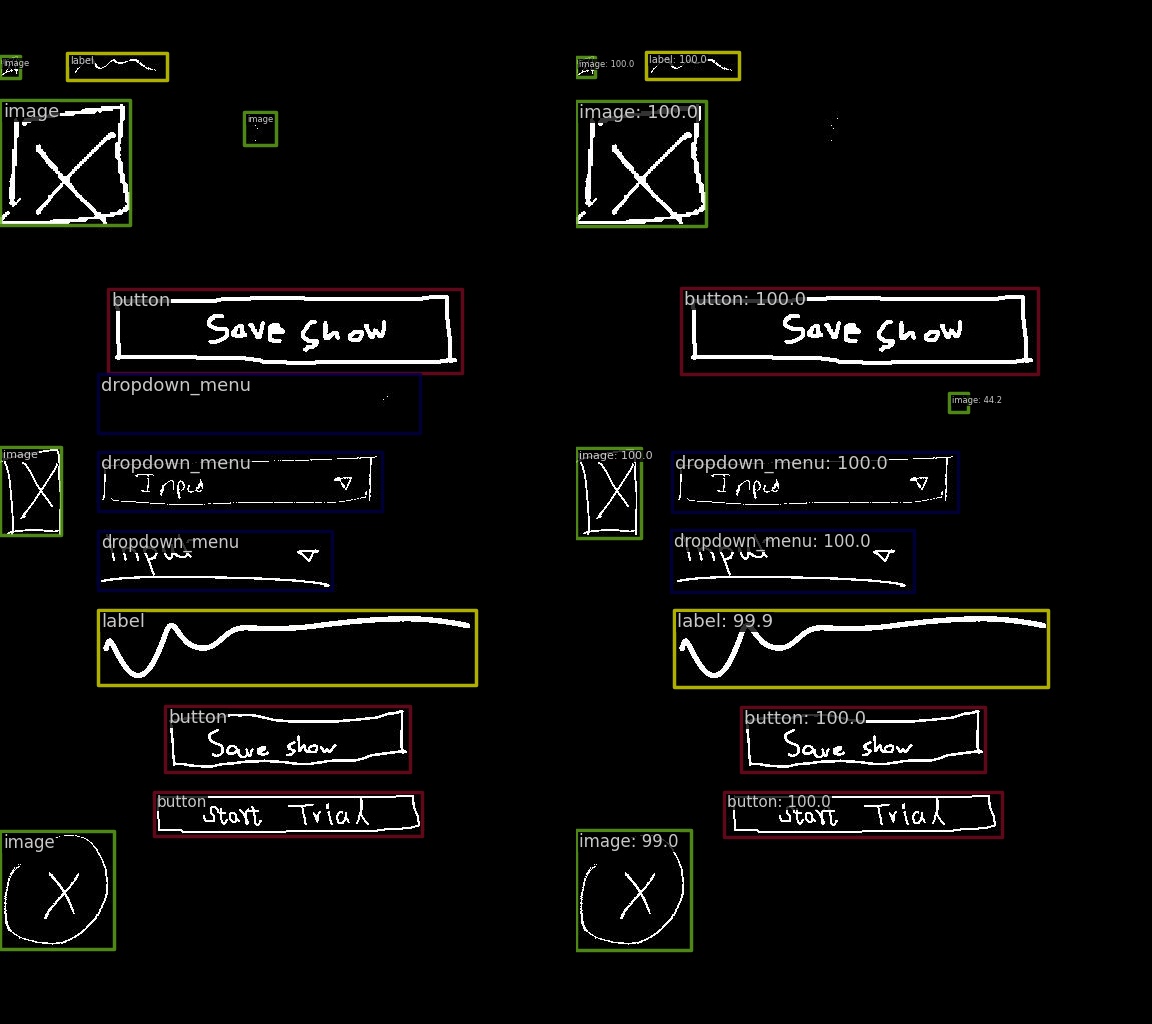 image label image: 100.0 label: 100.0
image image image: 100.0
button button: 100.0
Save Show Save Show
dropdown_menu
image: 44.2
image dropdown_menu image: 100.0 dropdown_menu: 100.0
Input Input
dropdown_menu dropdown_menu: 100.0
Input Input
label label: 99.9
button button: 100.0
Save show Save show
button button: 100.0
Start Trial Start Trial
image image: 99.0